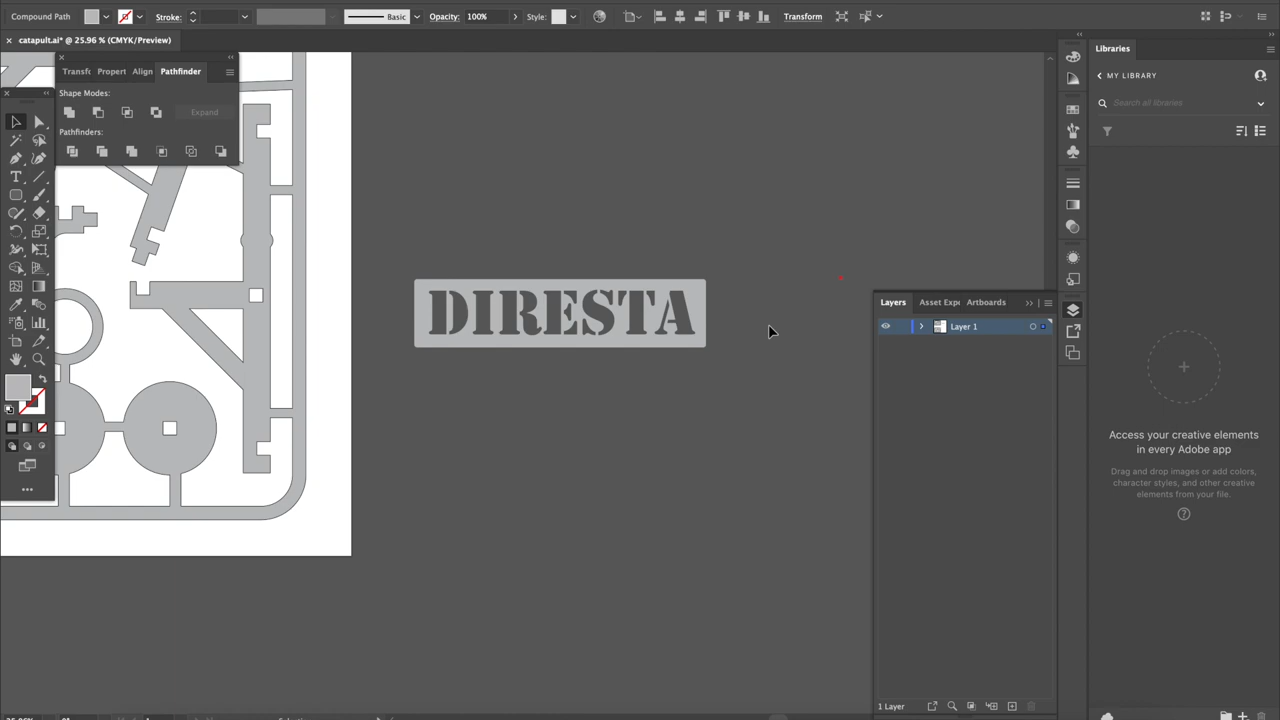 Compound Path
Stroke:
Basic
Opacity:
100%
Style:
Transform
catapult.ai* @ 25.96 % (CMYK/Preview)
Transfo
Propert
Align
Pathfinder
Shape Modes:
Expand
Pathfinders:
DIRESTA
Layers
Asset Expo
Artboards
Layer 1
1 Layer
Libraries
MY LIBRARY
Search all libraries
Access your creative elements
in every Adobe app
Drag and drop images or add colors,
character styles, and other creative
elements from your file.